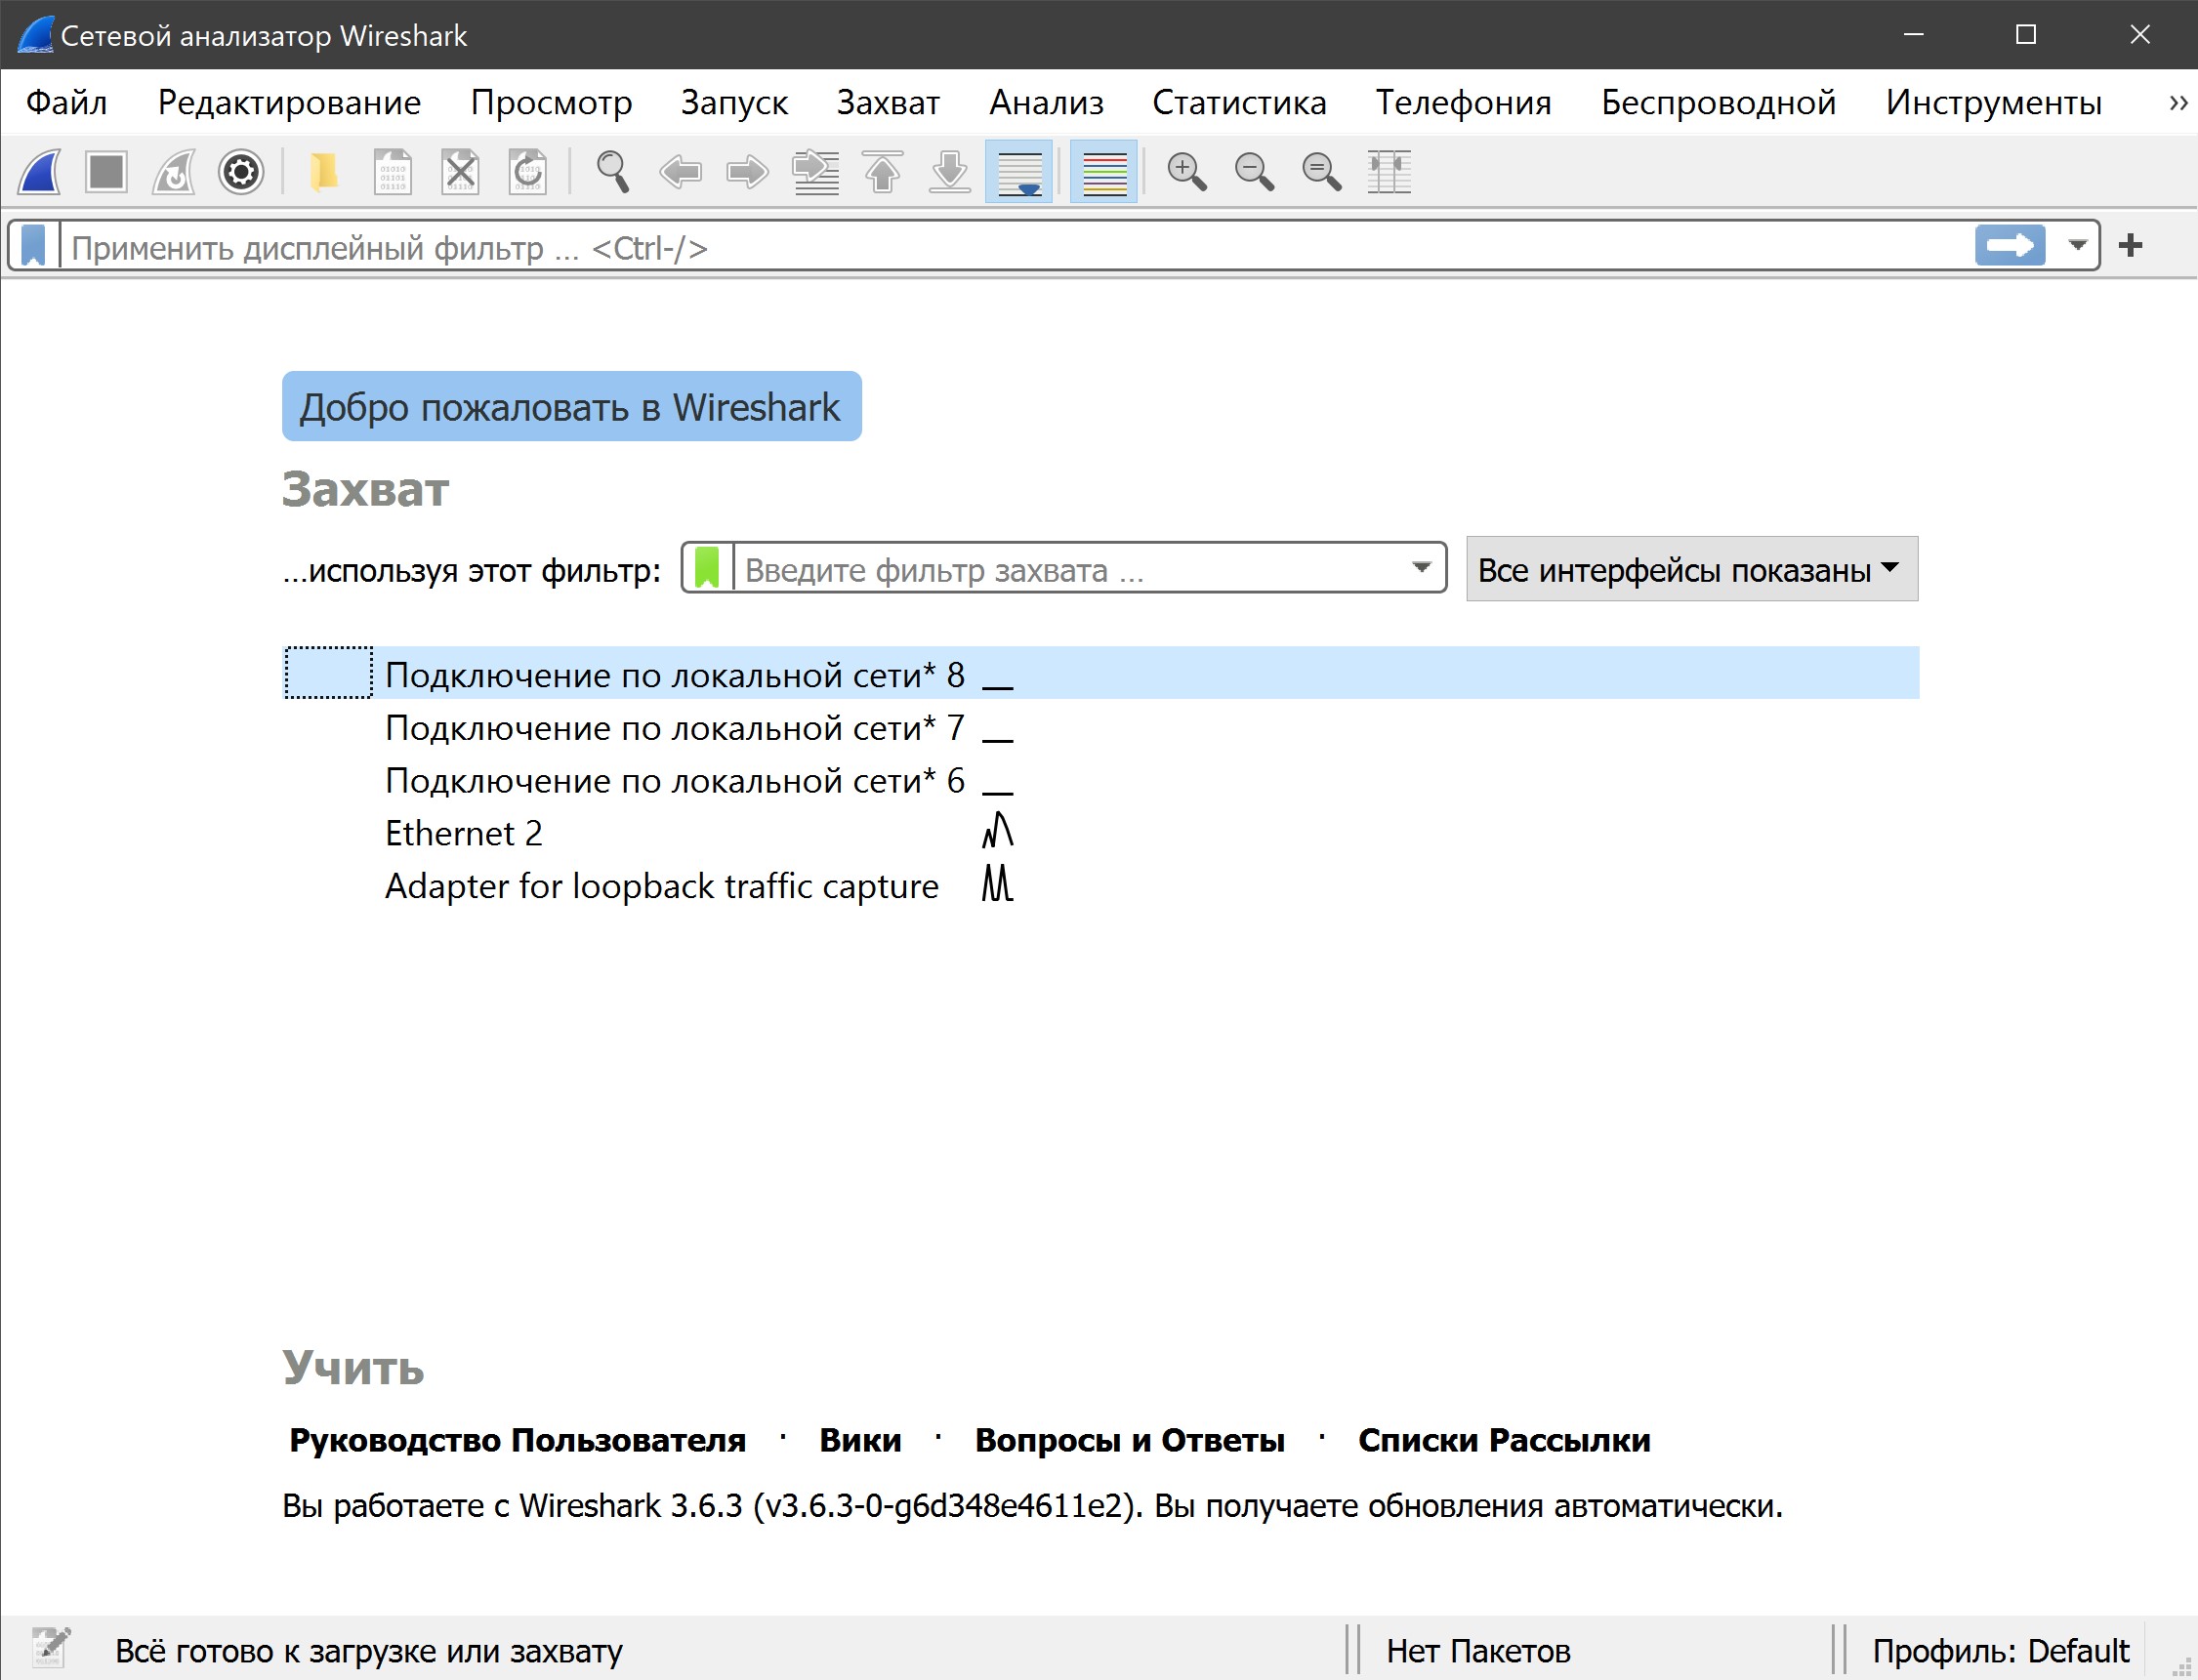 Сетевой анализатор Wireshark
Файл Редактирование Просмотр Запуск Захват Анализ Статистика Телефония Беспроводной Инструменты »
Применить дисплейный фильтр ... <Ctrl-/>
Добро пожаловать в Wireshark
Захват
...используя этот фильтр: Введите фильтр захвата ... Все интерфейсы показаны
Подключение по локальной сети* 8
Подключение по локальной сети* 7
Подключение по локальной сети* 6
Ethernet 2
Adapter for loopback traffic capture
Учить
Руководство Пользователя · Вики · Вопросы и Ответы · Списки Рассылки
Вы работаете с Wireshark 3.6.3 (v3.6.3-0-g6d348e4611e2). Вы получаете обновления автоматически.
Всё готово к загрузке или захвату Нет Пакетов Профиль: Default